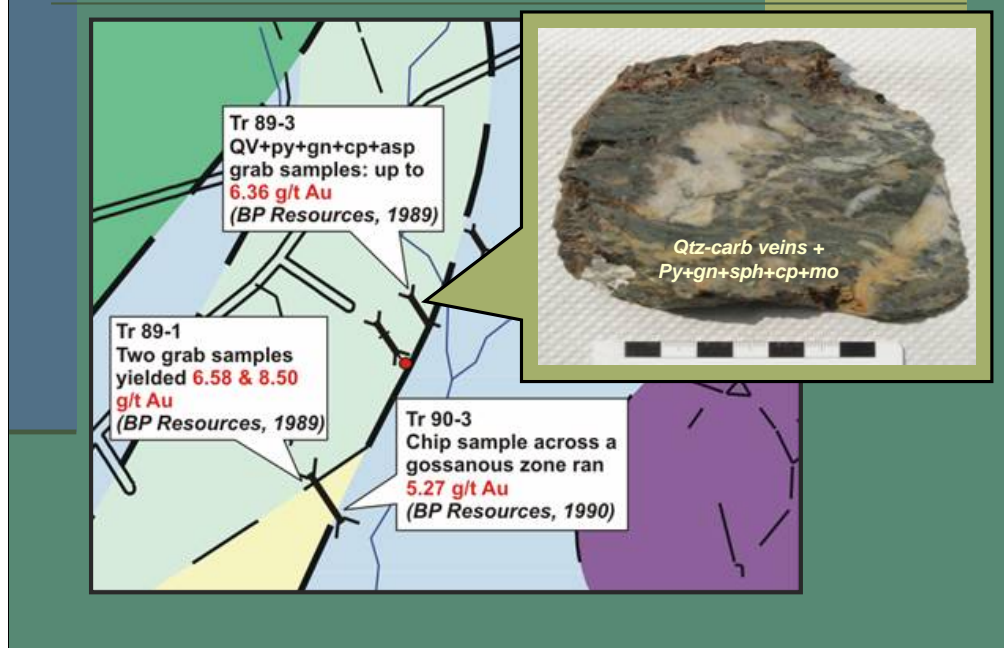 Tr 89-3
QV+py+gn+cp+asp
grab samples: up to
6.36 g/t Au
(BP Resources, 1989)
Qtz-carb veins +
Py+gn+sph+cp+mo
Tr 89-1
Two grab samples
yielded 6.58 & 8.50
g/t Au
(BP Resources, 1989)
Tr 90-3
Chip sample across a
gossanous zone ran
5.27 g/t Au
(BP Resources, 1990)